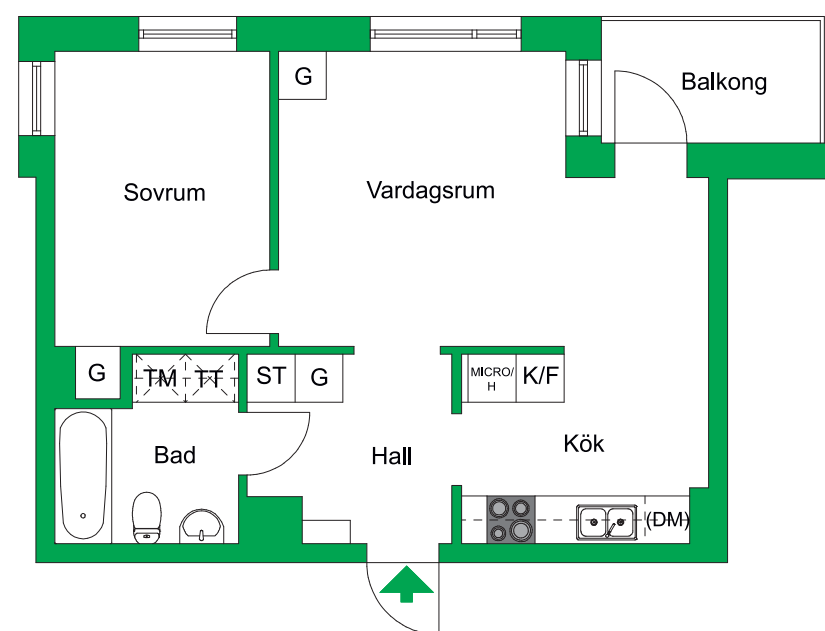 G
Balkong
Sovrum
Vardagsrum
G
TM
TT
ST
G
MICRO/
H
K/F
Bad
Hall
Kök
(DM)